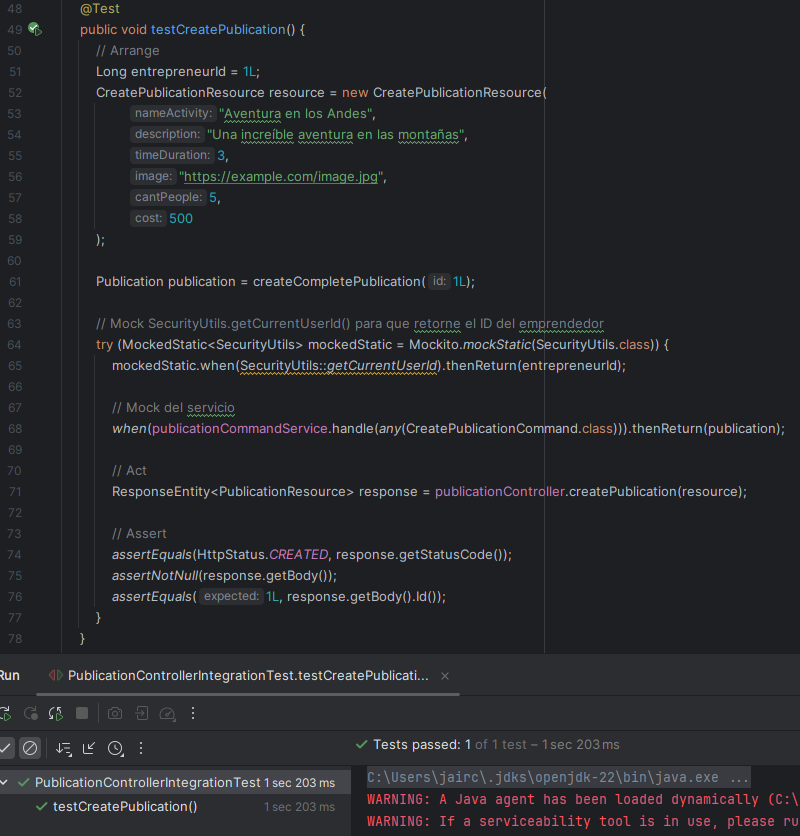 48 @Test
49 public void testCreatePublication() {
50 // Arrange
51 Long entrepreneurId = 1L;
52 CreatePublicationResource resource = new CreatePublicationResource(
53 nameActivity: "Aventura en los Andes",
54 description: "Una increíble aventura en las montañas",
55 timeDuration: 3,
56 image: "https://example.com/image.jpg",
57 cantPeople: 5,
58 cost: 500
59 );
60
61 Publication publication = createCompletePublication( id: 1L);
62
63 // Mock SecurityUtils.getCurrentUserId() para que retorne el ID del emprendedor
64 try (MockedStatic<SecurityUtils> mockedStatic = Mockito.mockStatic(SecurityUtils.class)) {
65 mockedStatic.when(SecurityUtils::getCurrentUserId).thenReturn(entrepreneurId);
66
67 // Mock del servicio
68 when(publicationCommandService.handle(any(CreatePublicationCommand.class))).thenReturn(publication);
69
70 // Act
71 ResponseEntity<PublicationResource> response = publicationController.createPublication(resource);
72
73 // Assert
74 assertEquals(HttpStatus.CREATED, response.getStatusCode());
75 assertNotNull(response.getBody());
76 assertEquals( expected: 1L, response.getBody().Id());
77 }
78 }
Run PublicationControllerIntegrationTest.testCreatePublicati...
Tests passed: 1 of 1 test – 1 sec 203 ms
PublicationControllerIntegrationTest 1 sec 203 ms
testCreatePublication() 1 sec 203 ms
C:\Users\jairc\.jdks\openjdk-22\bin\java.exe ...
WARNING: A Java agent has been loaded dynamically (C:\
WARNING: If a serviceability tool is in use, please ru